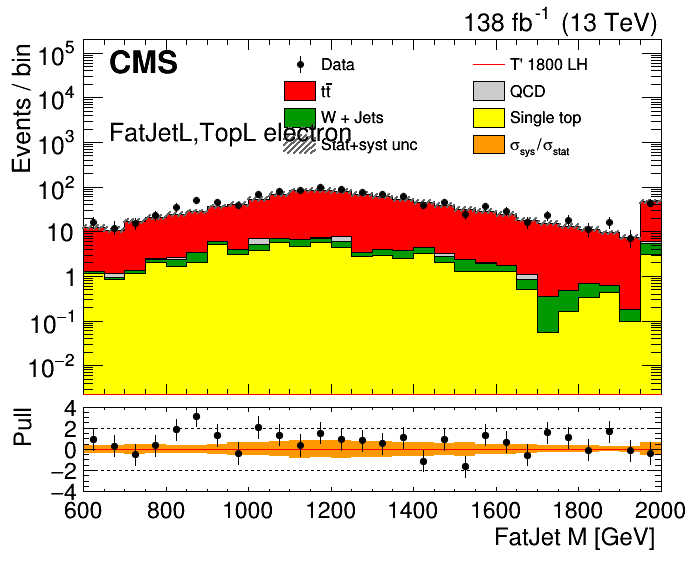 138 fb⁻¹ (13 TeV)
CMS
Data
T' 1800 LH
tt̄
QCD
W + Jets
Single top
FatJetL,TopL electron
Stat+syst unc
σsys/σstat
Events / bin
10⁵
10⁴
10³
10²
10
1
10⁻¹
10⁻²
Pull
4
2
0
−2
−4
600 800 1000 1200 1400 1600 1800 2000
FatJet M [GeV]